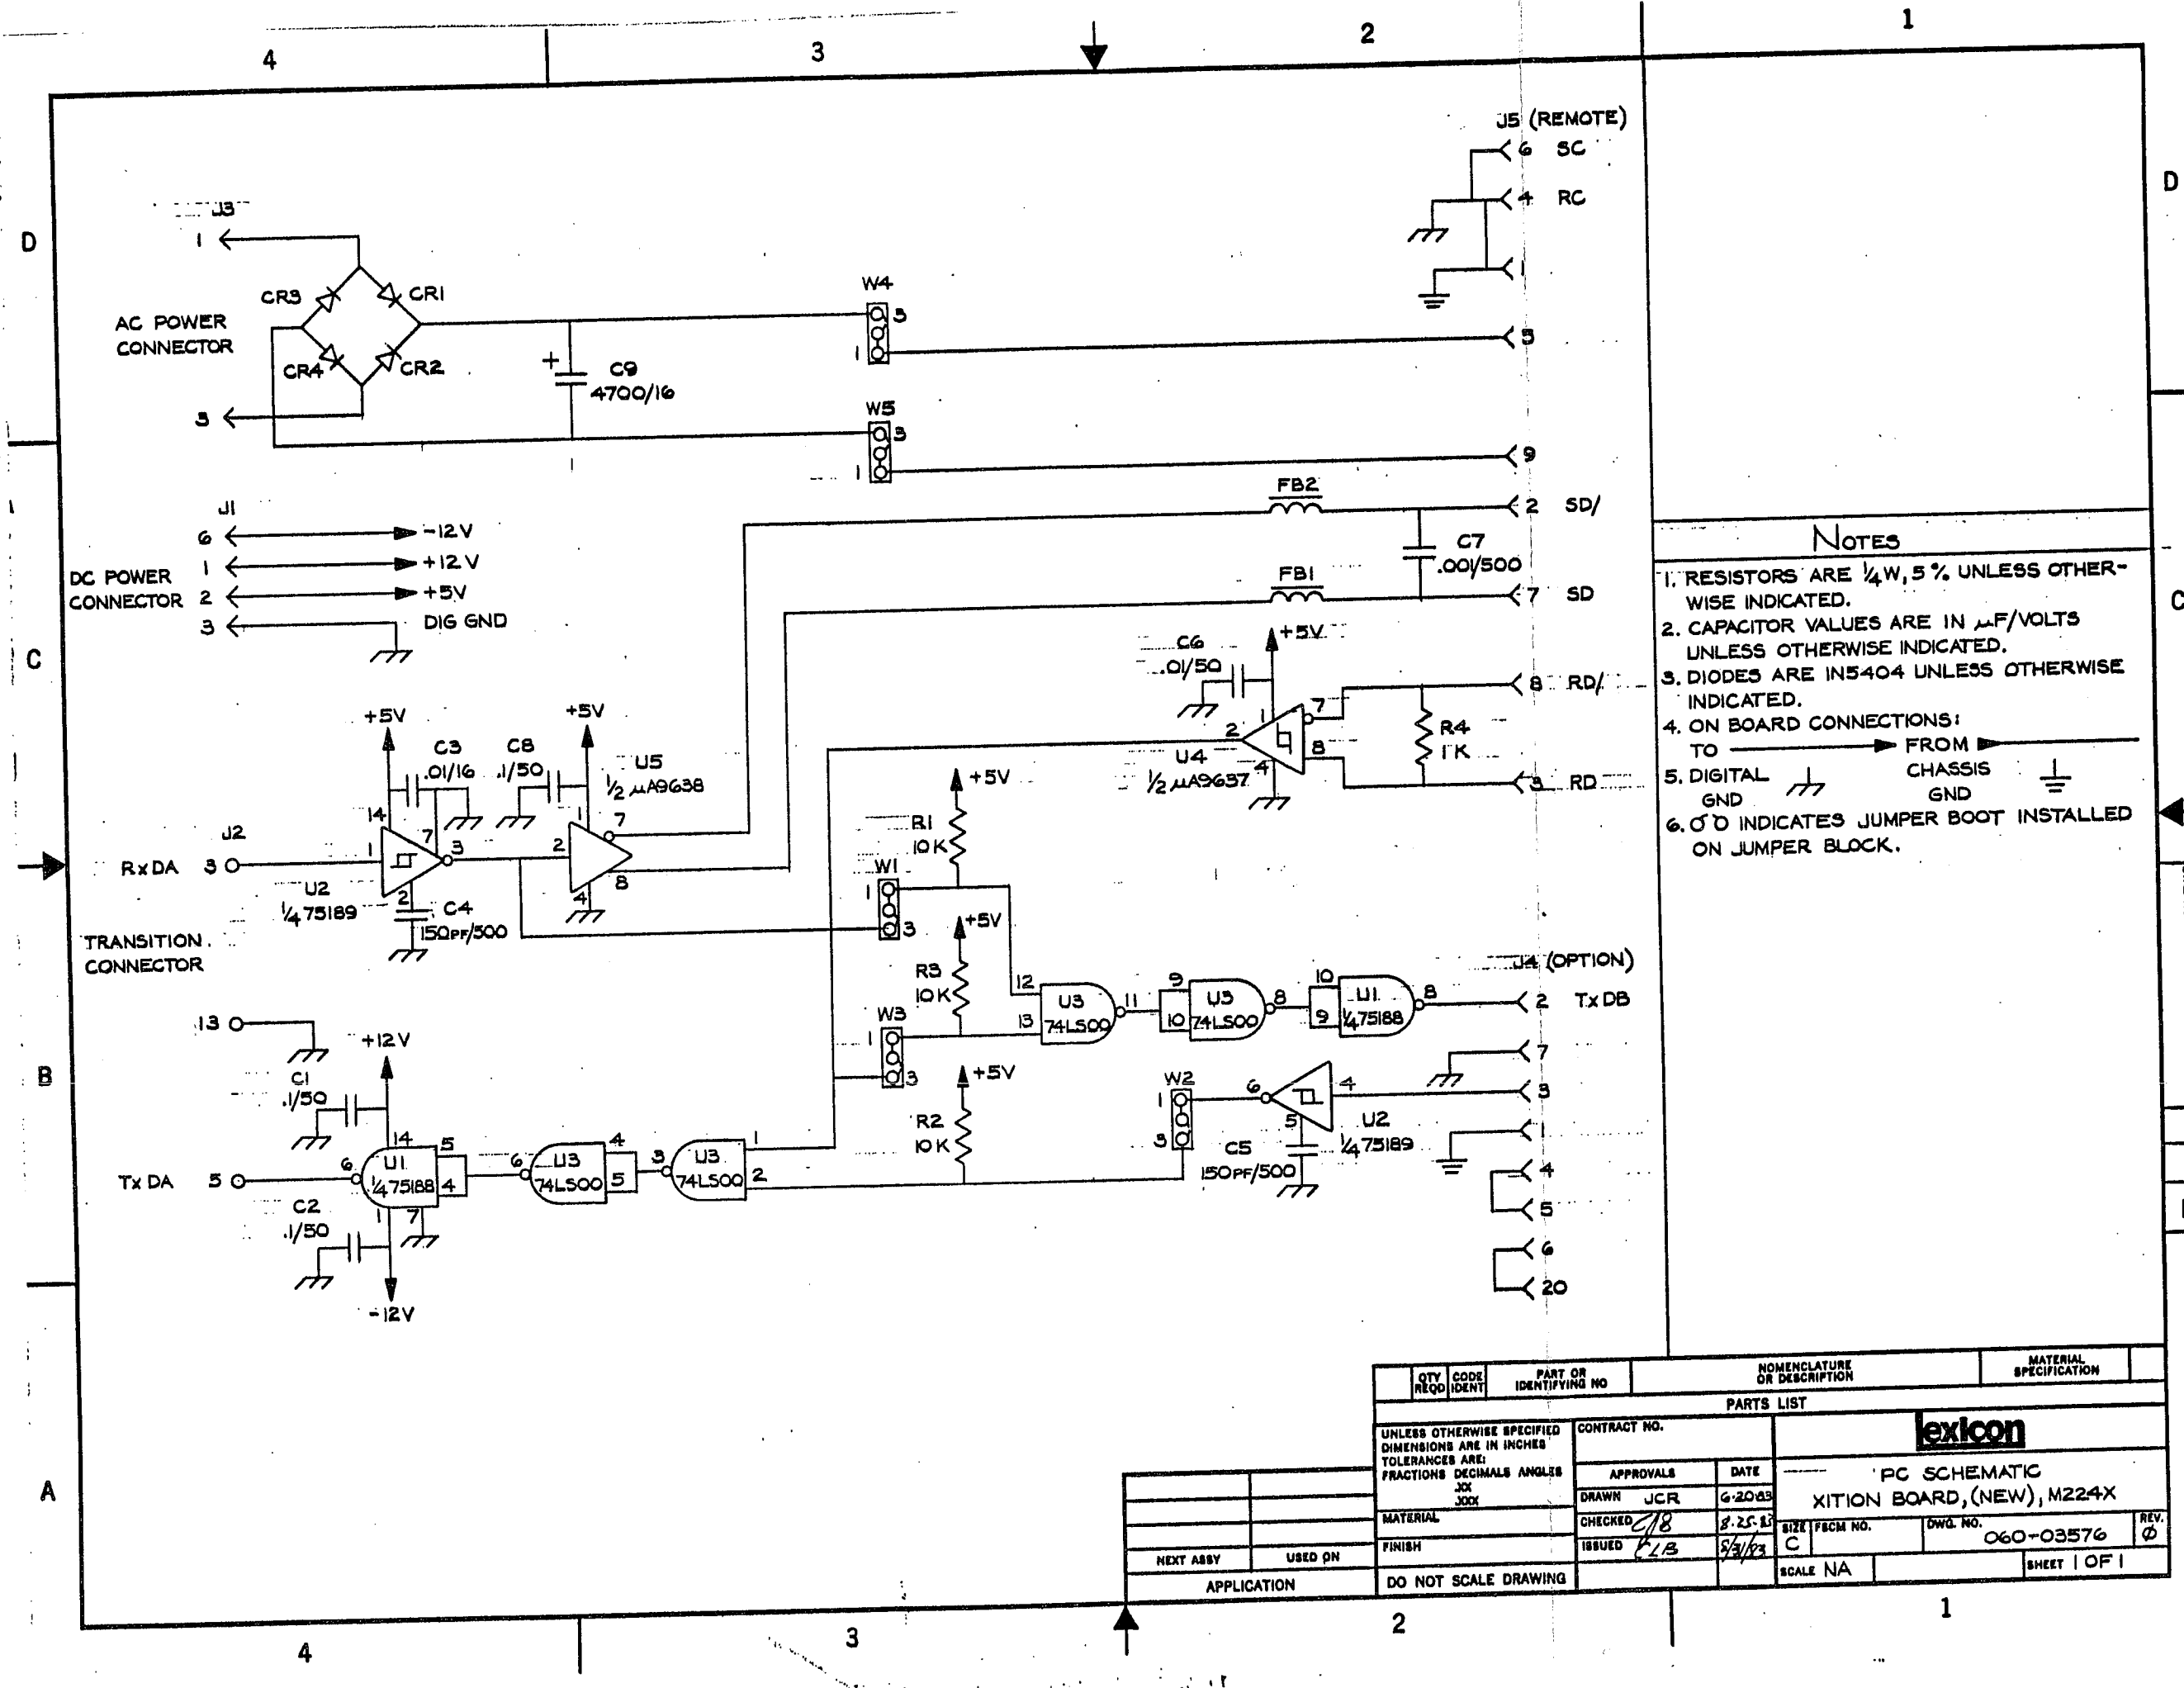 4 3 2 1
D
D
J5 (REMOTE)
6 SC
4 RC
1
5
9
2 SD/
7 SD
8 RD/
3 RD
J3
1
AC POWER
CONNECTOR
3
CR3
CR1
CR4
CR2
+
C9
4700/16
W4
3
1
W5
3
1
FB2
FB1
C7
.001/500
J1
6 -12V
1 +12V
2 +5V
3 DIG GND
DC POWER
CONNECTOR
C
C
NOTES
1. RESISTORS ARE 1/4W, 5% UNLESS OTHER-
WISE INDICATED.
2. CAPACITOR VALUES ARE IN µF/VOLTS
UNLESS OTHERWISE INDICATED.
3. DIODES ARE IN5404 UNLESS OTHERWISE
INDICATED.
4. ON BOARD CONNECTIONS:
TO FROM
5. DIGITAL
GND
CHASSIS
GND
6. INDICATES JUMPER BOOT INSTALLED
ON JUMPER BLOCK.
C6
.01/50
+5V
1
7
2
8
4
U4
1/2 µA9637
R4
1K
+5V
C3
.01/16
14
7
1
3
2
J2
RxDA 3
U2
1/4 75189
C4
150PF/500
C8
.1/50
+5V
U5
1/2 µA9638
1
7
2
8
4
TRANSITION
CONNECTOR
+5V
R1
10K
W1
1
3
+5V
R3
10K
W3
1
3
+5V
R2
10K
12
13
U3
74LS00
11
9
10
U3
74LS00
8
10
9
U1
1/4 75188
8
J4 (OPTION)
2 TxDB
7
3
1
4
5
6
20
W2
1
3
6
4
5
U2
1/4 75189
C5
150PF/500
B
13
+12V
C1
.1/50
14
TxDA 5
6
U1
1/4 75188
5
4
1
7
C2
.1/50
-12V
6
U3
74LS00
4
5
3
U3
74LS00
1
2
A
QTY
REQD
CODE
IDENT
PART OR
IDENTIFYING NO
NOMENCLATURE
OR DESCRIPTION
MATERIAL
SPECIFICATION
PARTS LIST
UNLESS OTHERWISE SPECIFIED
DIMENSIONS ARE IN INCHES
TOLERANCES ARE:
FRACTIONS DECIMALS ANGLES
.XX
.XXX
MATERIAL
FINISH
DO NOT SCALE DRAWING
CONTRACT NO.
APPROVALS DATE
DRAWN JCR 6-20-83
CHECKED CLB
ISSUED CLB 8/31/83
lexicon
PC SCHEMATIC
XITION BOARD, (NEW), M224X
SIZE
C
FSCM NO.
DWG. NO.
060-03576
REV.
Ø
SCALE NA
SHEET 1 OF 1
NEXT ASSY USED ON
APPLICATION
4 3 2 1